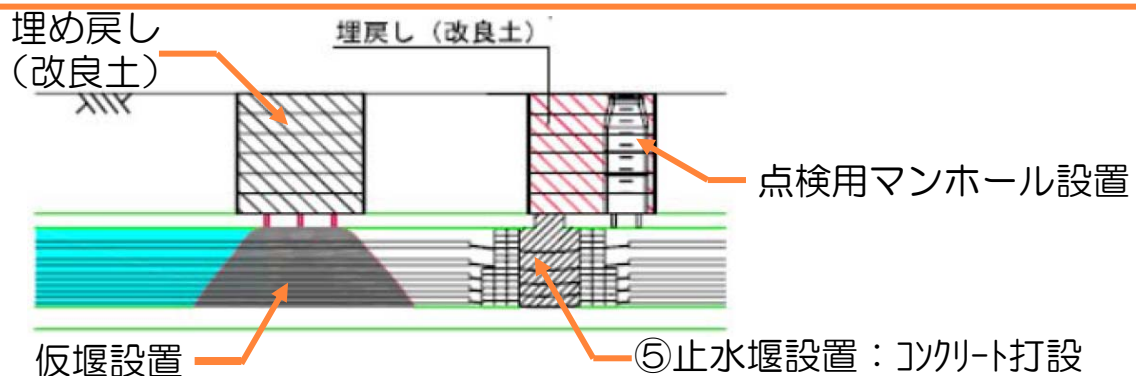 埋め戻し
（改良土）
埋戻し（改良土）
点検用マンホール設置
仮堰設置
⑤止水堰設置：ｺﾝｸﾘｰﾄ打設